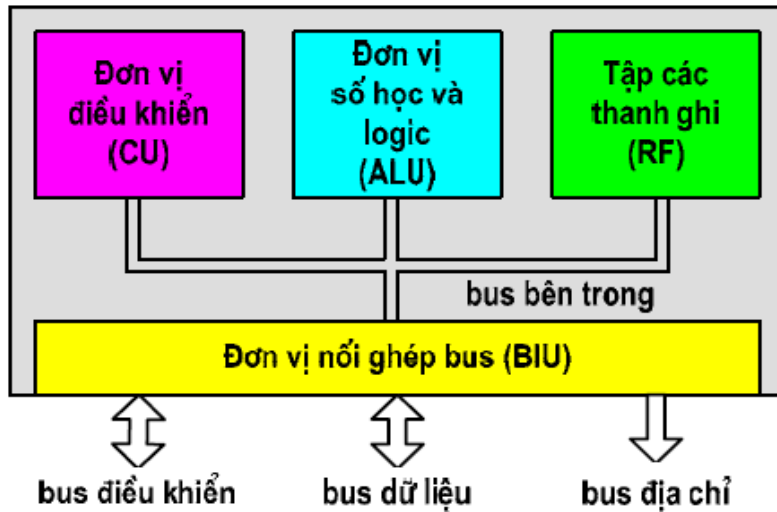 Đơn vị
điều khiển
(CU)
Đơn vị
số học và
logic
(ALU)
Tập các
thanh ghi
(RF)
bus bên trong
Đơn vị nối ghép bus (BIU)
bus điều khiển
bus dữ liệu
bus địa chỉ